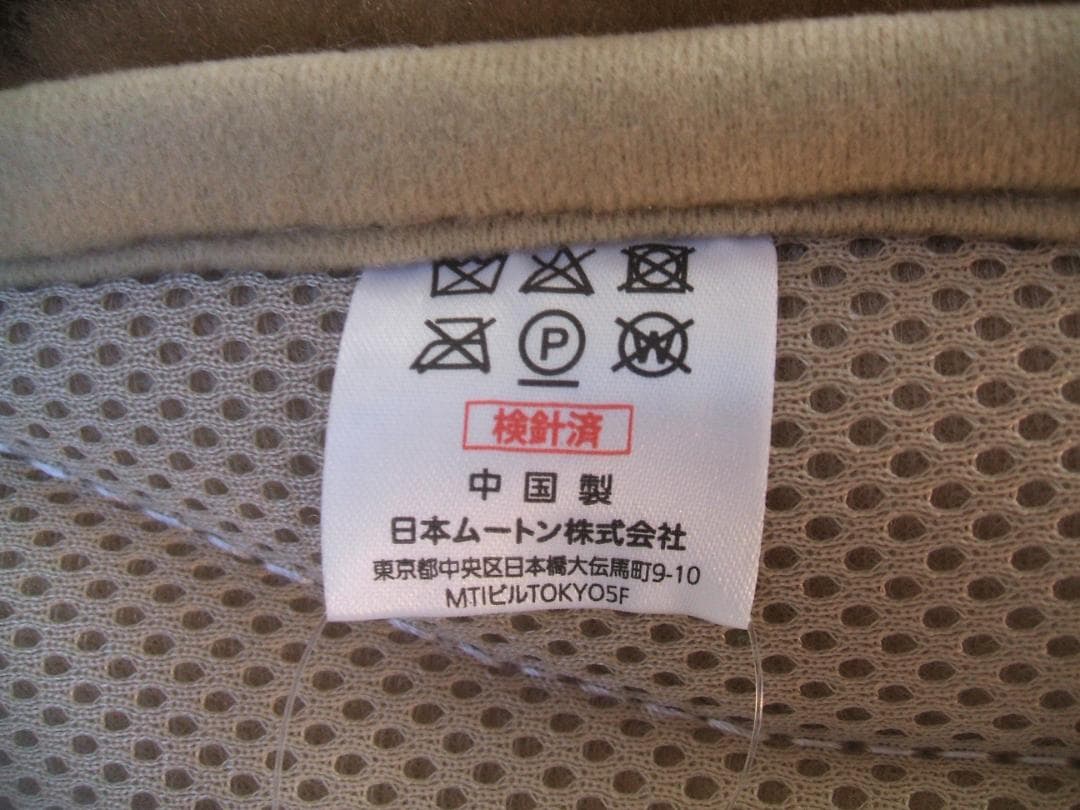 P W
検針済
中国製
日本ムートン株式会社
東京都中央区日本橋大伝馬町9-10
MTIビルTOKYO5F